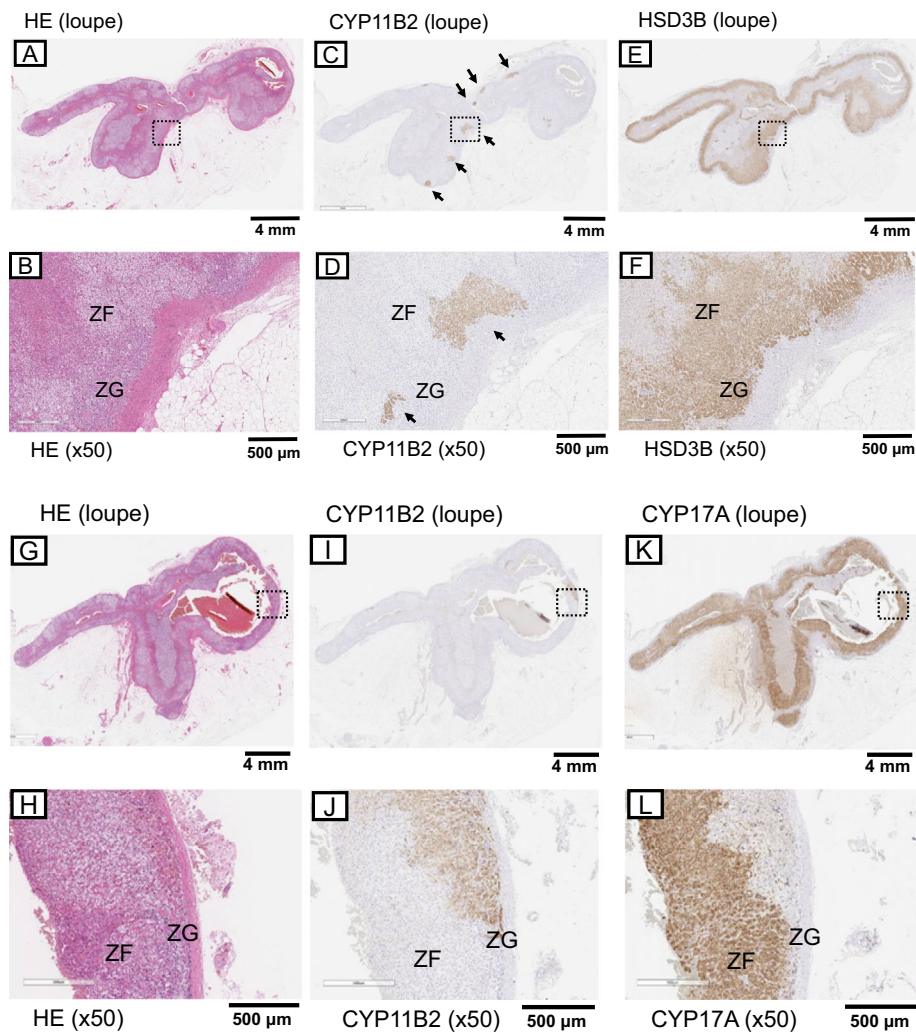 HE (loupe) CYP11B2 (loupe) HSD3B (loupe)
A C E
4 mm 4 mm 4 mm
B D F
ZF ZF ZF
ZG ZG ZG
HE (x50) 500 µm CYP11B2 (x50) 500 µm HSD3B (x50) 500 µm
HE (loupe) CYP11B2 (loupe) CYP17A (loupe)
G I K
4 mm 4 mm 4 mm
H J L
ZF ZG ZF ZG ZF ZG
HE (x50) 500 µm CYP11B2 (x50) 500 µm CYP17A (x50) 500 µm